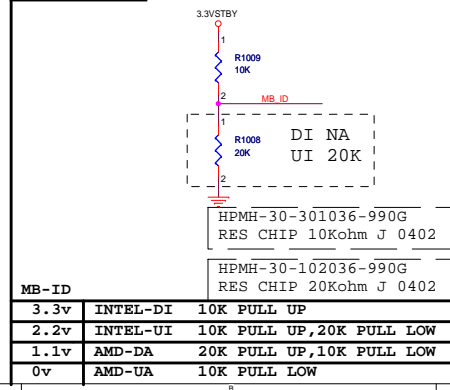 3.3VSTBY
1
R1009
10K
2
MB_ID
1
R1008
20K
2
DI NA
UI 20K
HPMH-30-301036-990G
RES CHIP 10Kohm J 0402
HPMH-30-102036-990G
RES CHIP 20Kohm J 0402
MB-ID
3.3v INTEL-DI 10K PULL UP
2.2v INTEL-UI 10K PULL UP,20K PULL LOW
1.1v AMD-DA 20K PULL UP,10K PULL LOW
0v AMD-UA 10K PULL LOW
B